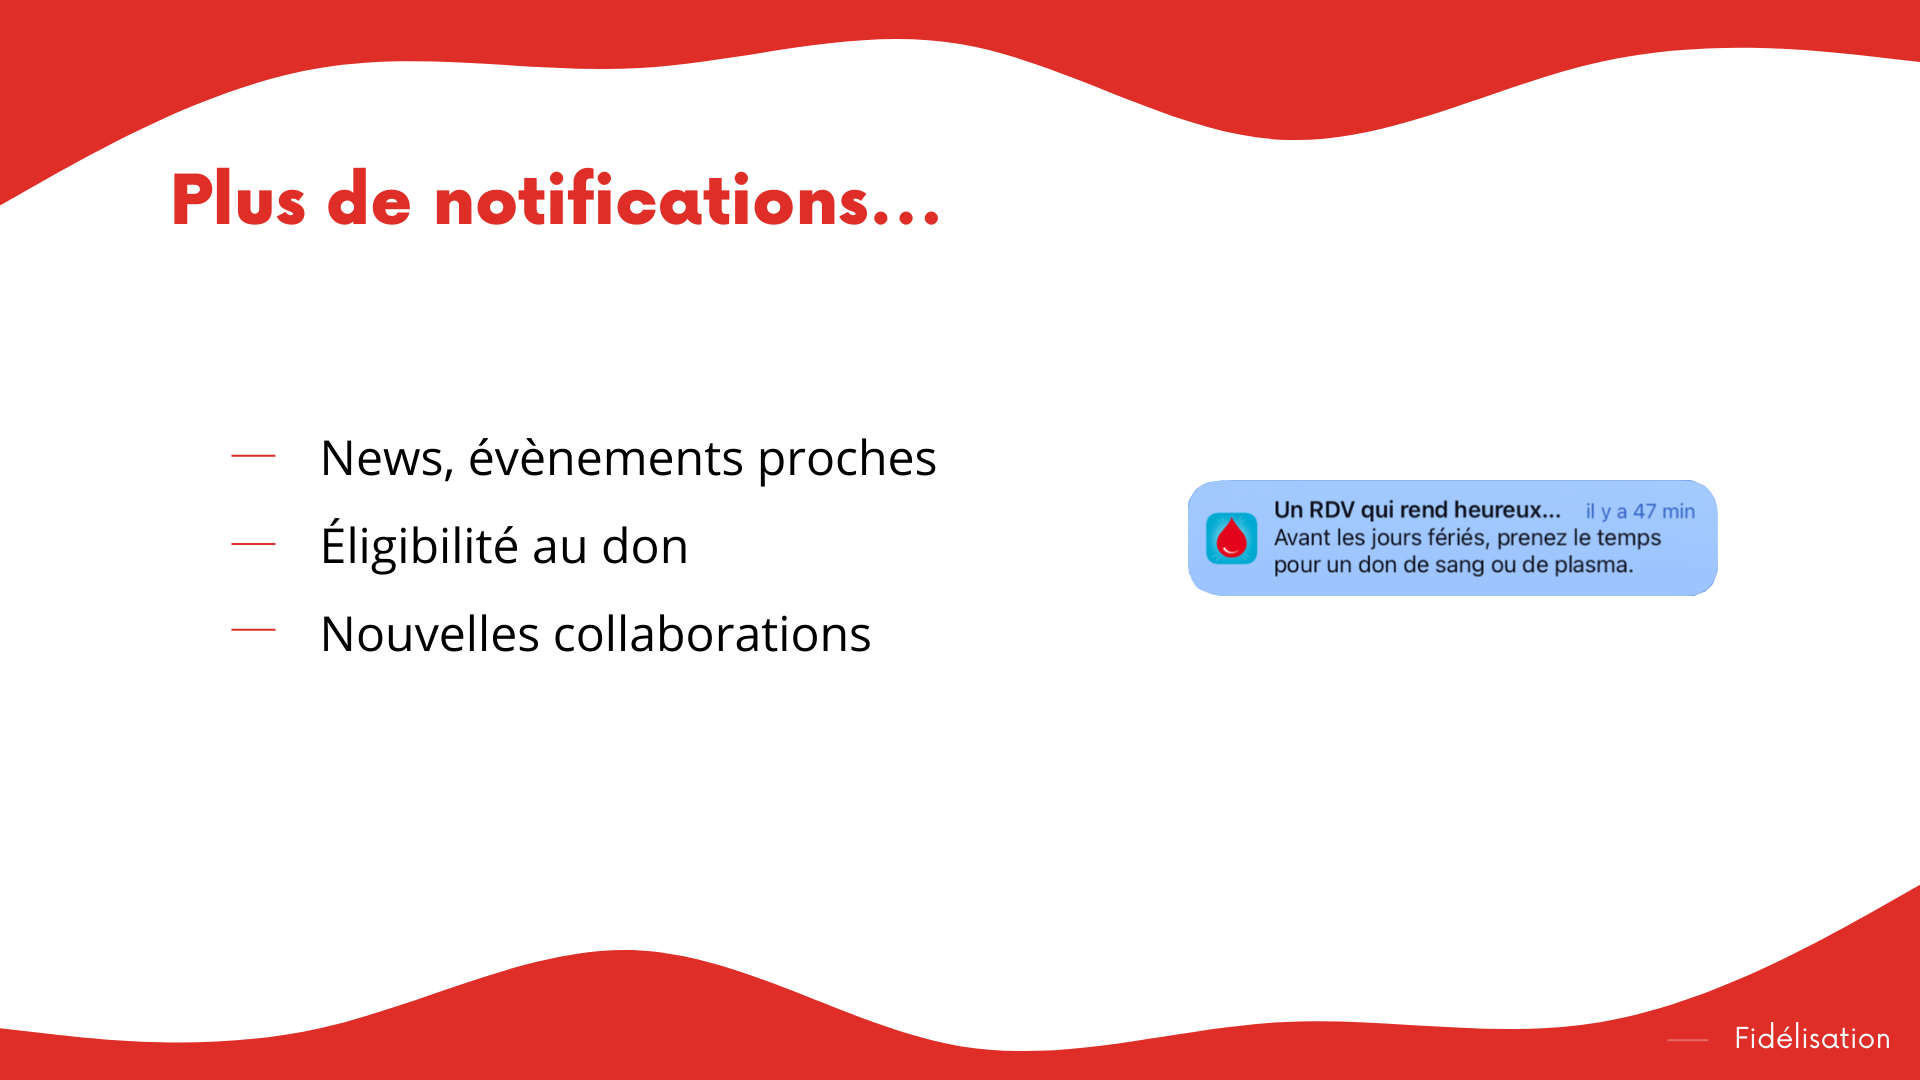 Plus de notifications...
News, évènements proches
Éligibilité au don
Nouvelles collaborations
Un RDV qui rend heureux... il y a 47 min
Avant les jours fériés, prenez le temps
pour un don de sang ou de plasma.
Fidélisation